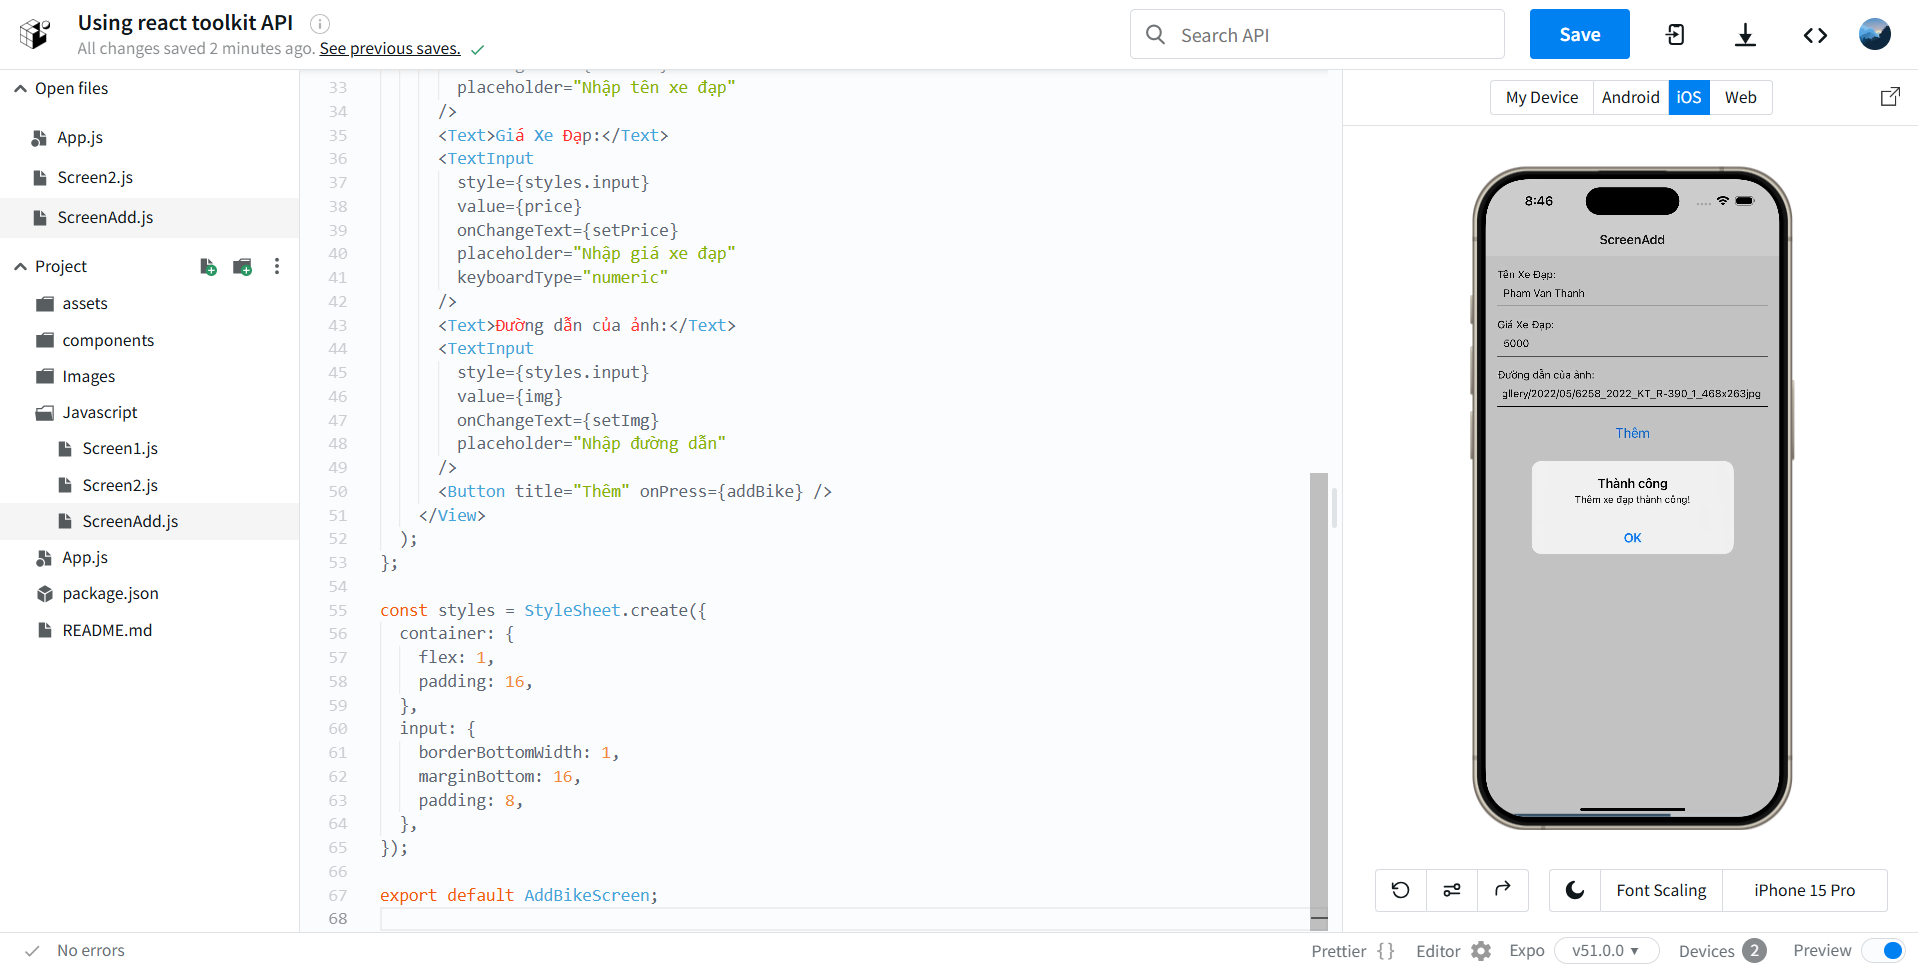 Using react toolkit API
All changes saved 2 minutes ago. See previous saves.
Search API
Save
Open files
App.js
Screen2.js
ScreenAdd.js
Project
assets
components
Images
Javascript
Screen1.js
Screen2.js
ScreenAdd.js
App.js
package.json
README.md
33 placeholder="Nhập tên xe đạp"
34 />
35 <Text>Giá Xe Đạp:</Text>
36 <TextInput
37 style={styles.input}
38 value={price}
39 onChangeText={setPrice}
40 placeholder="Nhập giá xe đạp"
41 keyboardType="numeric"
42 />
43 <Text>Đường dẫn của ảnh:</Text>
44 <TextInput
45 style={styles.input}
46 value={img}
47 onChangeText={setImg}
48 placeholder="Nhập đường dẫn"
49 />
50 <Button title="Thêm" onPress={addBike} />
51 </View>
52 );
53 };
54
55 const styles = StyleSheet.create({
56 container: {
57 flex: 1,
58 padding: 16,
59 },
60 input: {
61 borderBottomWidth: 1,
62 marginBottom: 16,
63 padding: 8,
64 },
65 });
66
67 export default AddBikeScreen;
68
My Device Android iOS Web
8:46
ScreenAdd
Tên Xe Đạp:
Pham Van Thanh
Giá Xe Đạp:
6000
Đường dẫn của ảnh:
gllery/2022/05/6258_2022_KT_R-390_1_468x263jpg
Thêm
Thành công
Thêm xe đạp thành công!
OK
Font Scaling iPhone 15 Pro
No errors
Prettier {} Editor Expo v51.0.0 ▾ Devices 2 Preview